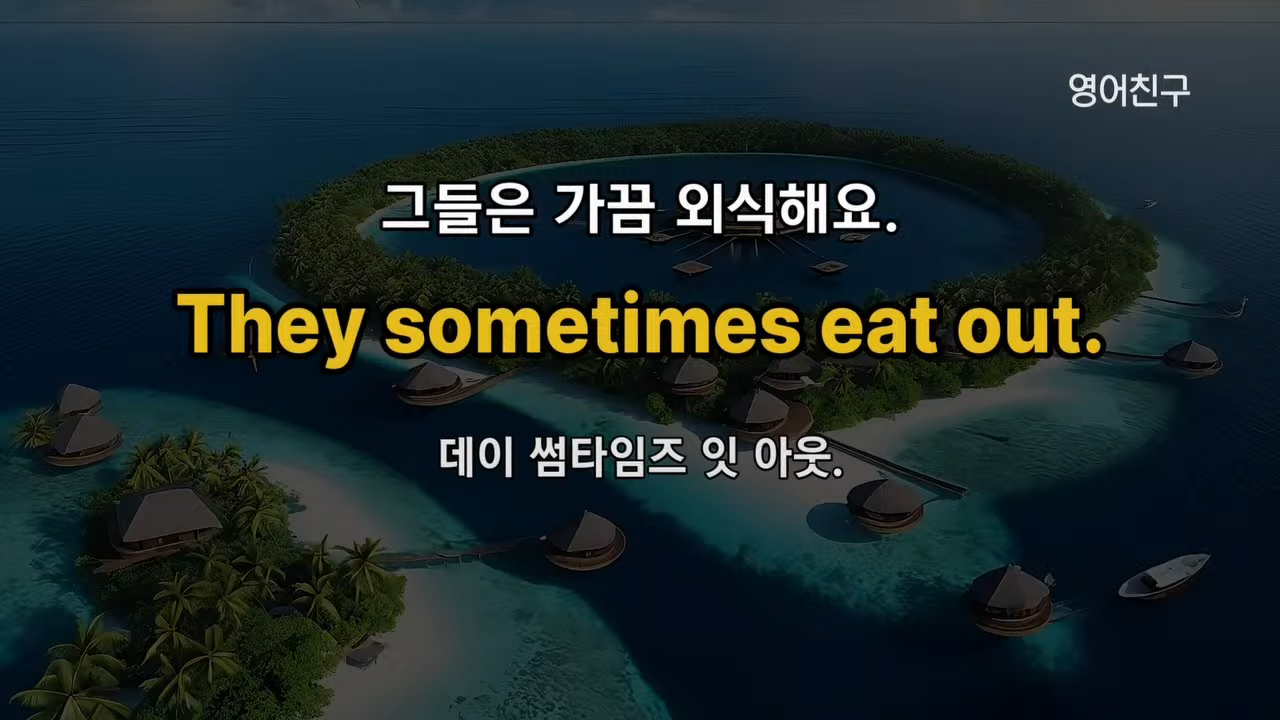 영어친구
그들은 가끔 외식해요.
They sometimes eat out.
데이 썸타임즈 잇 아웃.